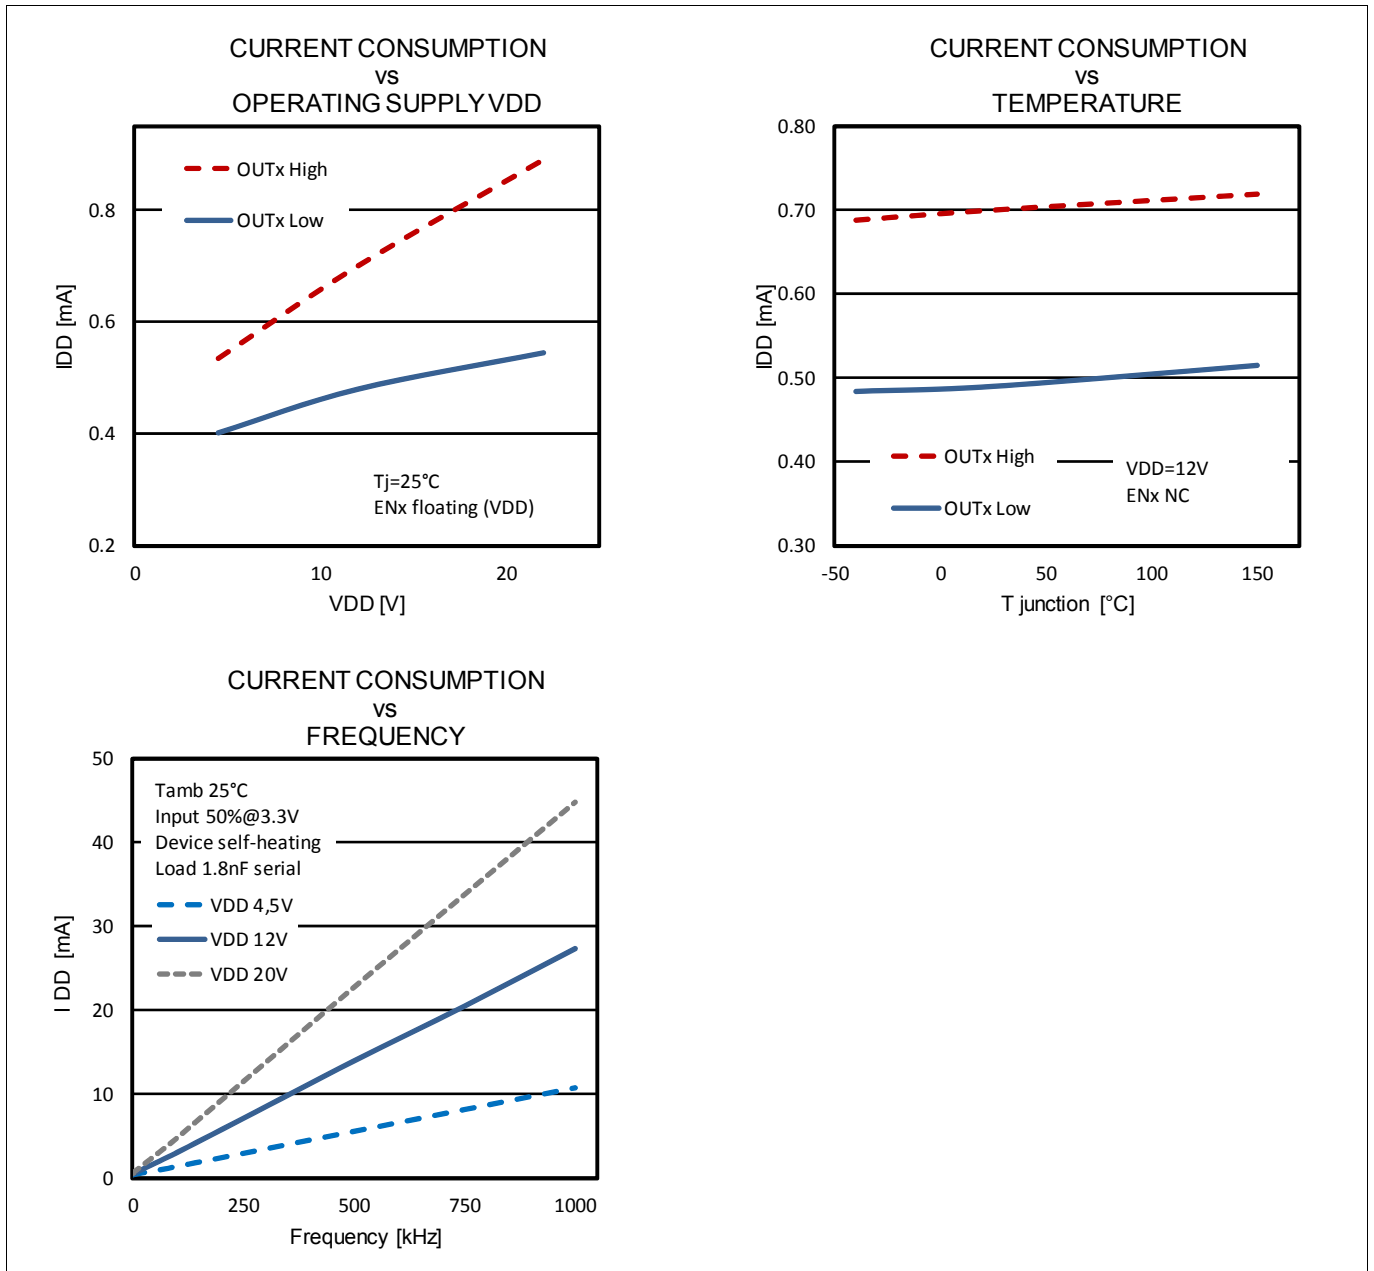 CURRENT CONSUMPTION
vs
OPERATING SUPPLY VDD
0.8
0.6
0.4
0.2
IDD [mA]
OUTx High
OUTx Low
Tj=25°C
ENx floating (VDD)
0 10 20
VDD [V]
CURRENT CONSUMPTION
vs
TEMPERATURE
0.80
0.70
0.60
0.50
0.40
0.30
IDD [mA]
OUTx High
OUTx Low
VDD=12V
ENx NC
-50 0 50 100 150
T junction [°C]
CURRENT CONSUMPTION
vs
FREQUENCY
50
40
30
20
10
0
I DD [mA]
Tamb 25°C
Input 50%@3.3V
Device self-heating
Load 1.8nF serial
VDD 4,5V
VDD 12V
VDD 20V
0 250 500 750 1000
Frequency [kHz]